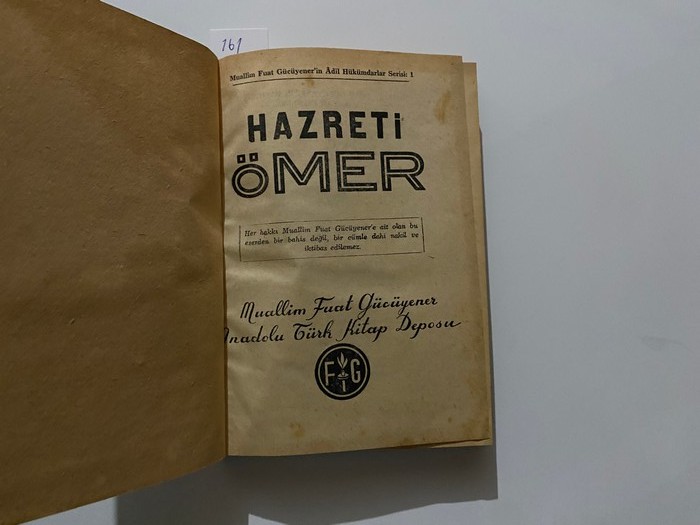 161
Muallim Fuat Gücüyener'in Âdil Hükümdarlar Serisi: 1
HAZRETİ
ÖMER
Her hakkı Muallim Fuat Gücüyener'e ait olan bu
eserden bir bahis değil, bir cümle dahi nakil ve
iktibas edilemez.
Muallim Fuat Gücüyener
Anadolu Türk Kitap Deposu
F G